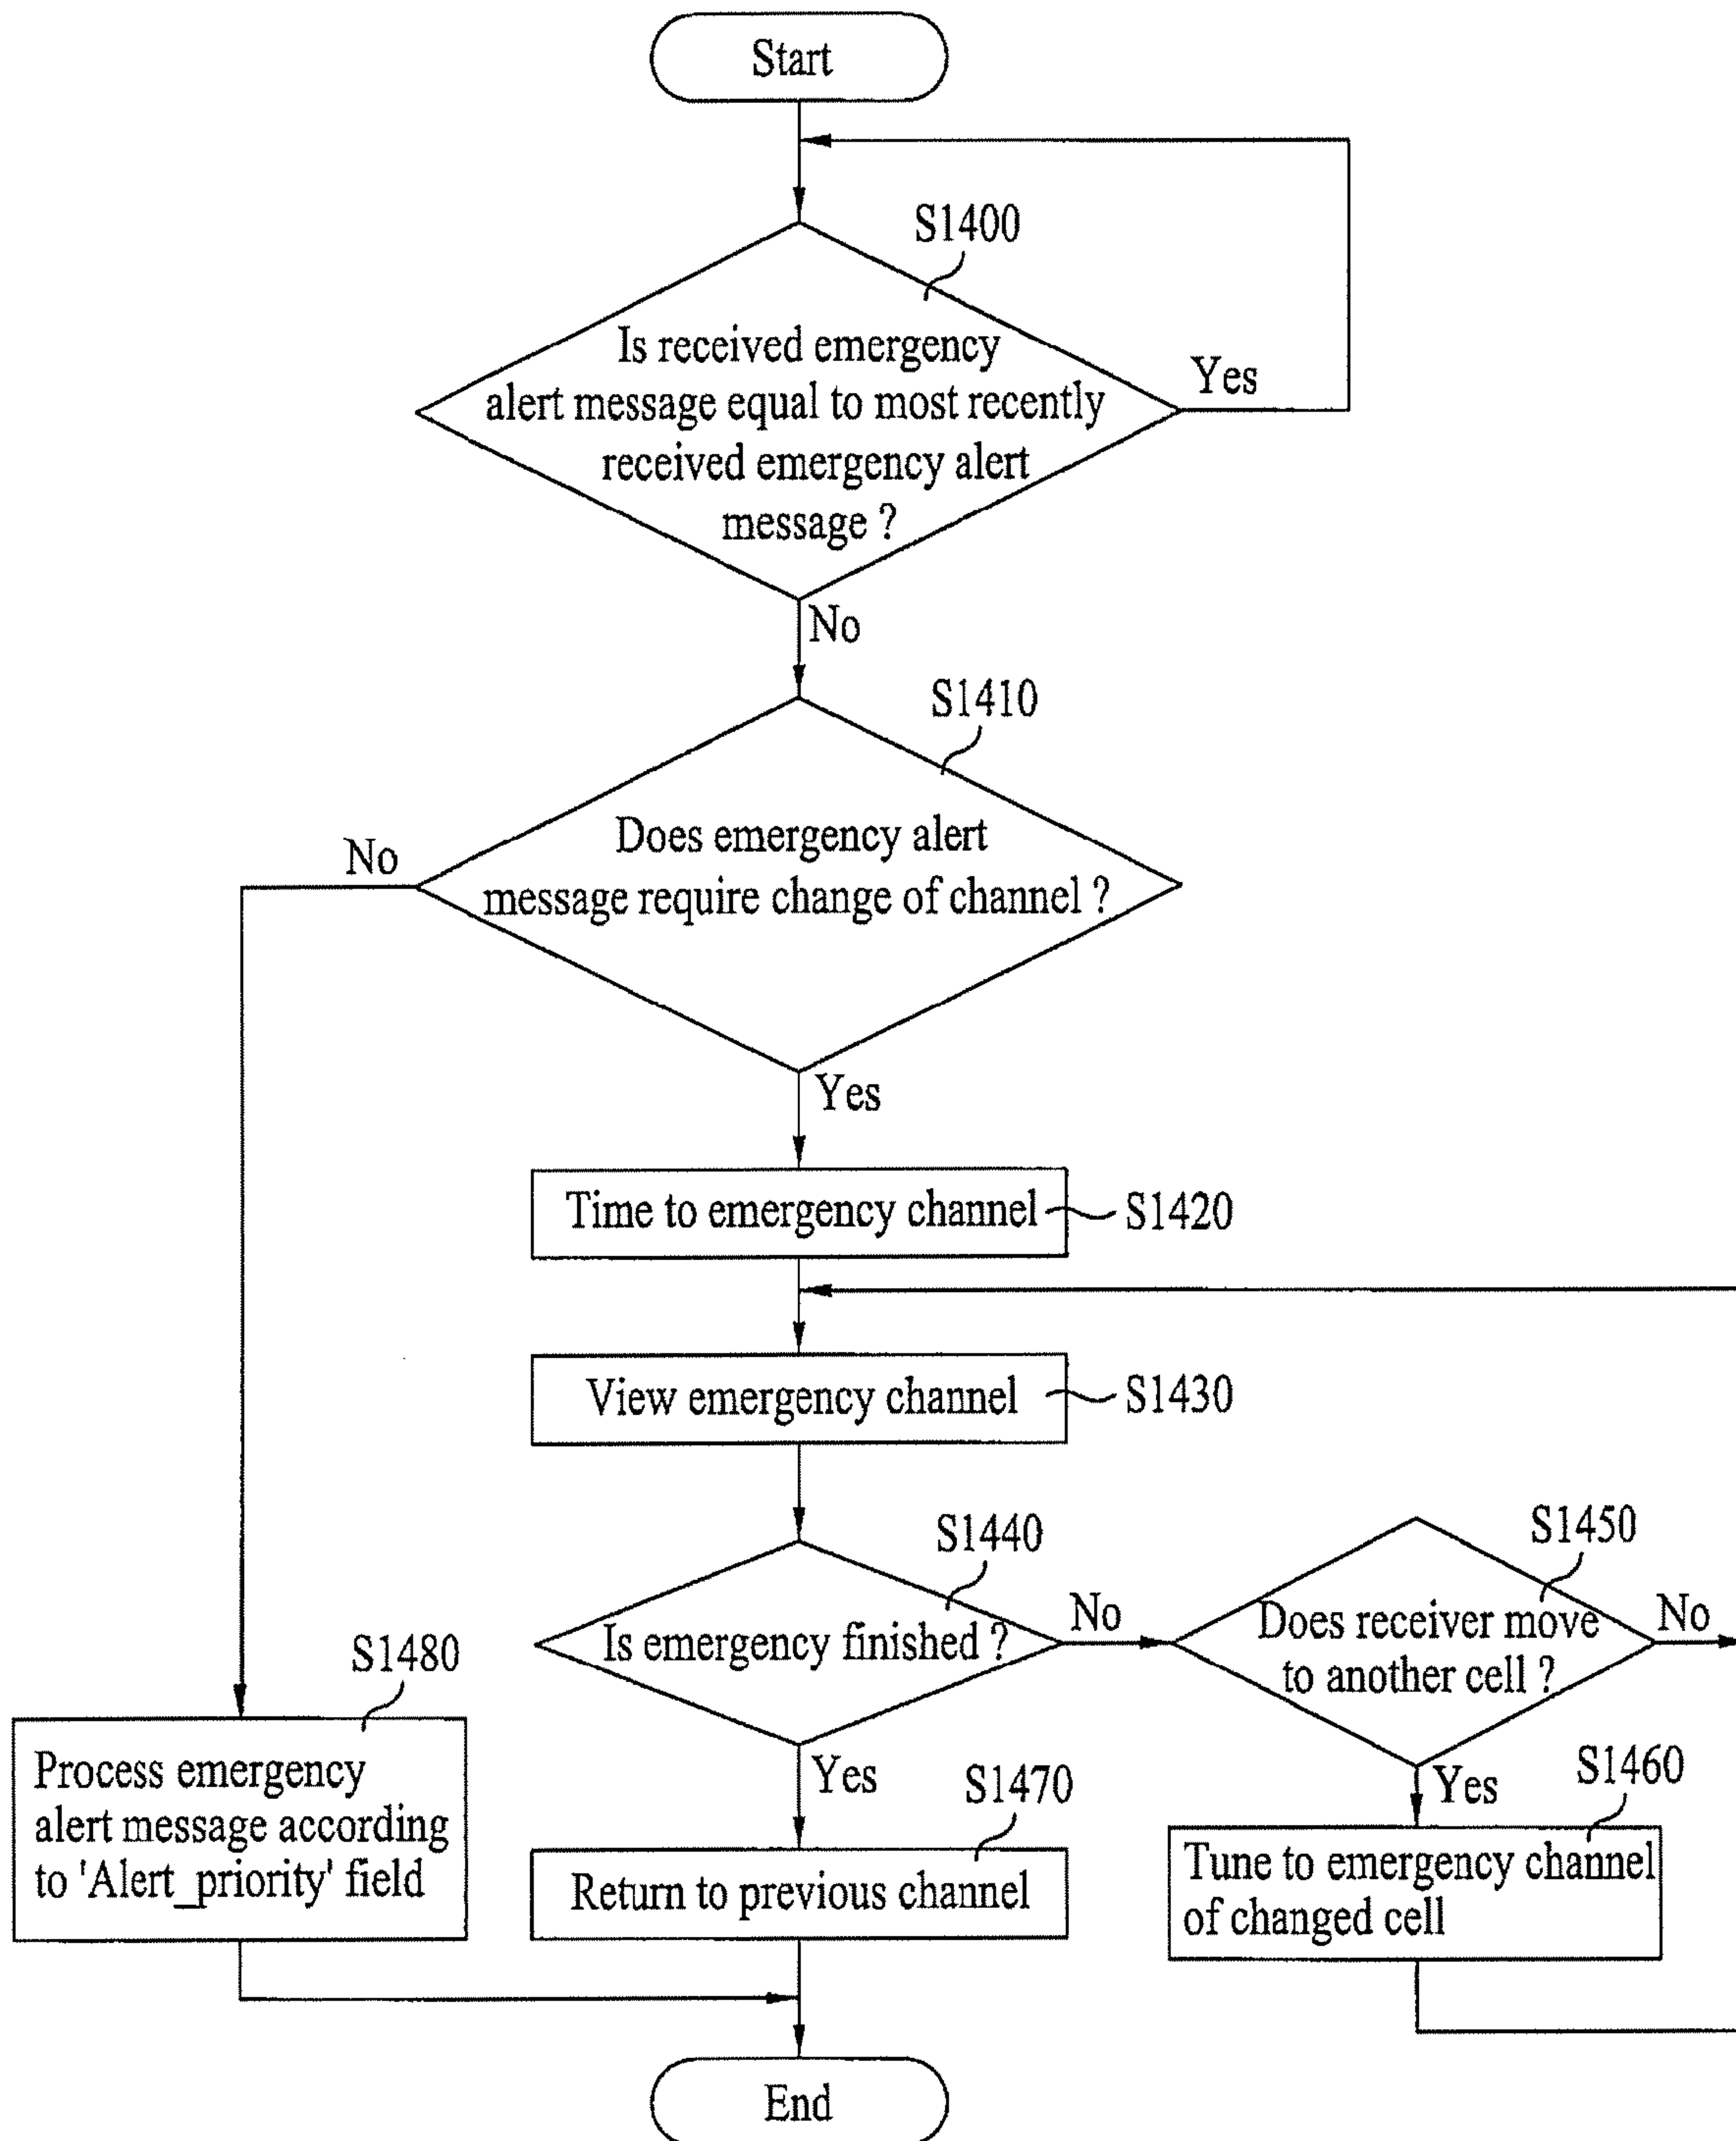 Start
S1400
Is received emergency
alert message equal to most recently
received emergency alert
message ?
Yes
No
S1410
Does emergency alert
message require change of channel ?
No
Yes
Time to emergency channel
S1420
View emergency channel
S1430
S1440
Is emergency finished ?
No
S1450
Does receiver move
to another cell ?
No
Yes
S1460
Tune to emergency channel
of changed cell
Yes
S1470
Return to previous channel
S1480
Process emergency
alert message according
to 'Alert_priority' field
End